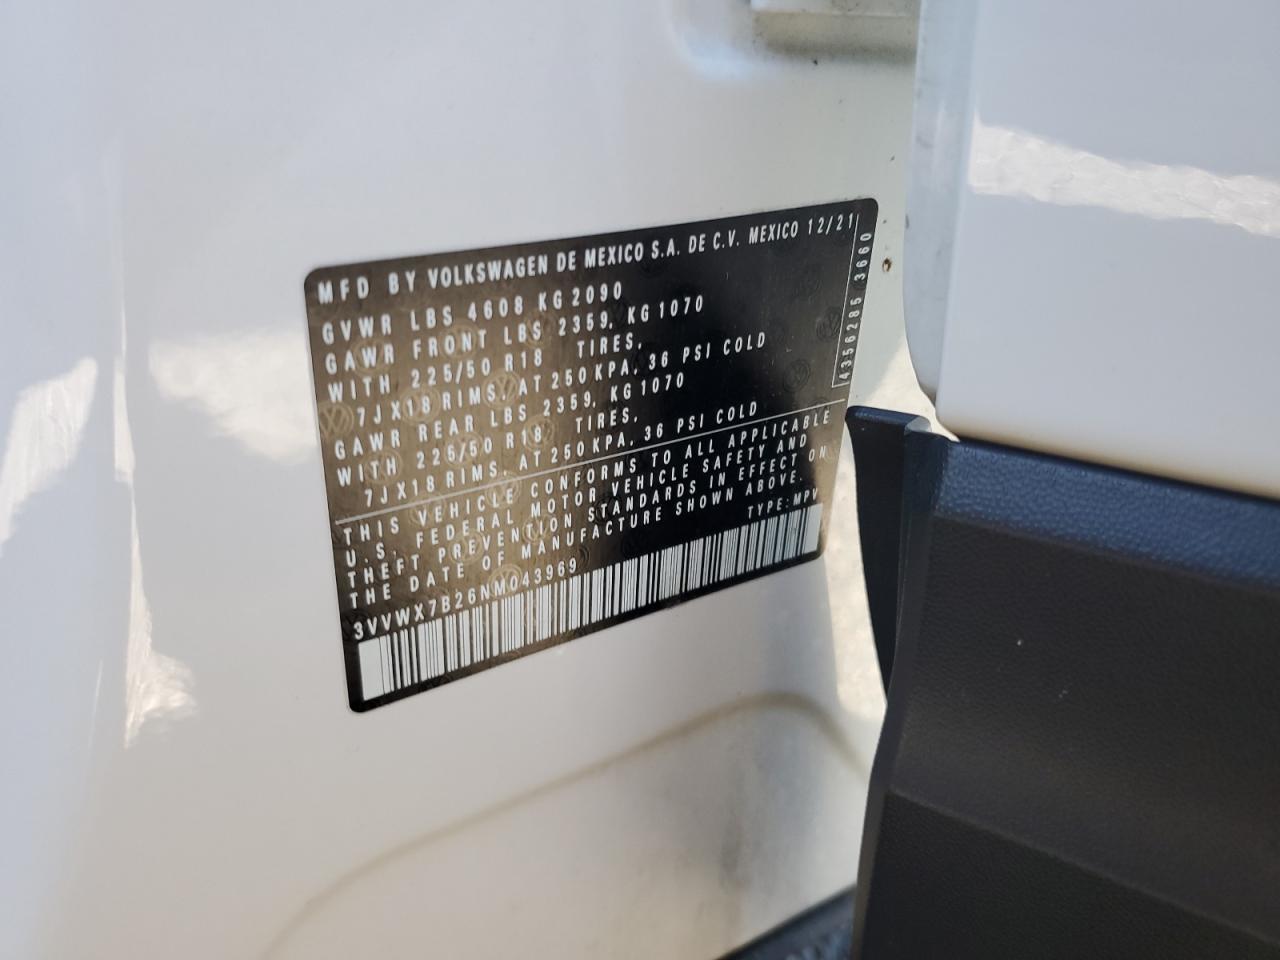 MFD BY VOLKSWAGEN DE MEXICO S.A. DE C.V. MEXICO 12/21
GVWR LBS 4608 KG 2090
GAWR FRONT LBS 2359, KG 1070
WITH 225/50 R18 TIRES,
7JX18 RIMS, AT 250 KPA, 36 PSI COLD
GAWR REAR LBS 2359, KG 1070
WITH 225/50 R18 TIRES,
7JX18 RIMS, AT 250 KPA, 36 PSI COLD
THIS VEHICLE CONFORMS TO ALL APPLICABLE
U.S. FEDERAL MOTOR VEHICLE SAFETY AND
THEFT PREVENTION STANDARDS IN EFFECT ON
THE DATE OF MANUFACTURE SHOWN ABOVE.
TYPE: MPV
3VVWX7B26NM043969
4356285 3660